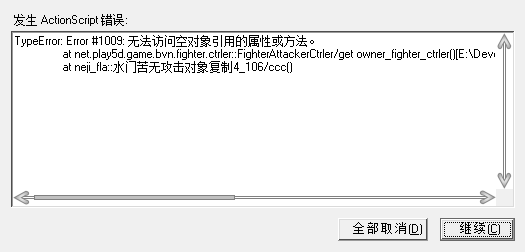 发生 ActionScript 错误:
TypeError: Error #1009: 无法访问空对象引用的属性或方法。
at net.play5d.game.bvn.fighter.ctrler::FighterAttackerCtrler/get owner_fighter_ctrler()[E:\Deve
at neji_fla::水门苦无攻击对象复制4_106/ccc()
全部取消(D) 继续(C)